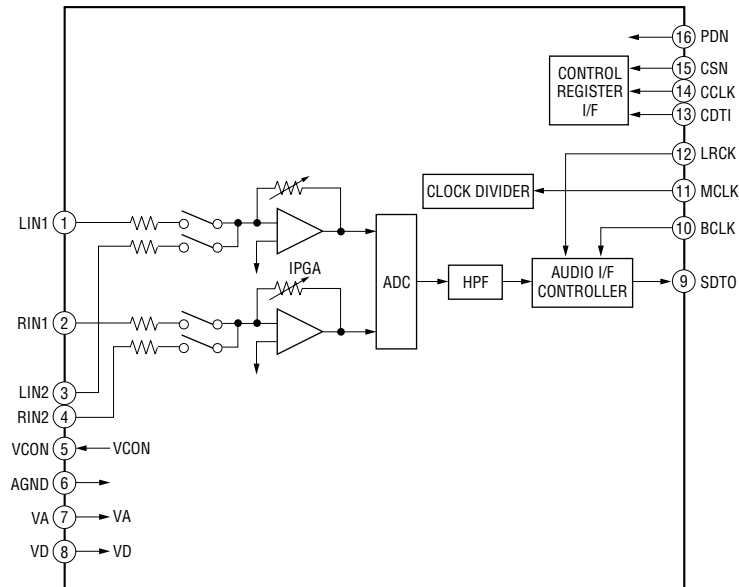 16 PDN
15 CSN
14 CCLK
13 CDTI
CONTROL
REGISTER
I/F
12 LRCK
11 MCLK
CLOCK DIVIDER
10 BCLK
9 SDTO
LIN1 1
IPGA
ADC
HPF
AUDIO I/F
CONTROLLER
RIN1 2
LIN2 3
RIN2 4
VCON 5 VCON
AGND 6
VA 7 VA
VD 8 VD